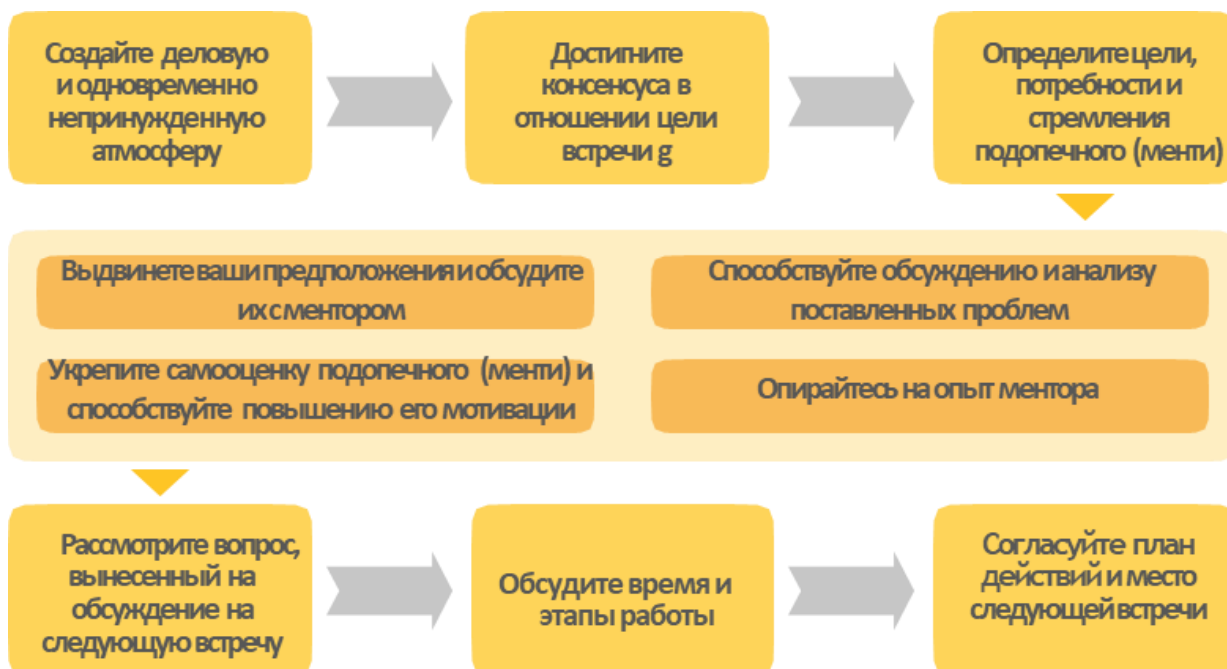 Создайте деловую
и одновременно
непринужденную
атмосферу
Достигните
консенсуса в
отношении цели
встречи g
Определите цели,
потребности и
стремления
подопечного (менти)
Выдвинете ваши предположения и обсудите
их с ментором
Способствуйте обсуждению и анализу
поставленных проблем
Укрепите самооценку подопечного (менти) и
способствуйте повышению его мотивации
Опирайтесь на опыт ментора
Рассмотрите вопрос,
вынесенный на
обсуждение на
следующую встречу
Обсудите время и
этапы работы
Согласуйте план
действий и место
следующей встречи